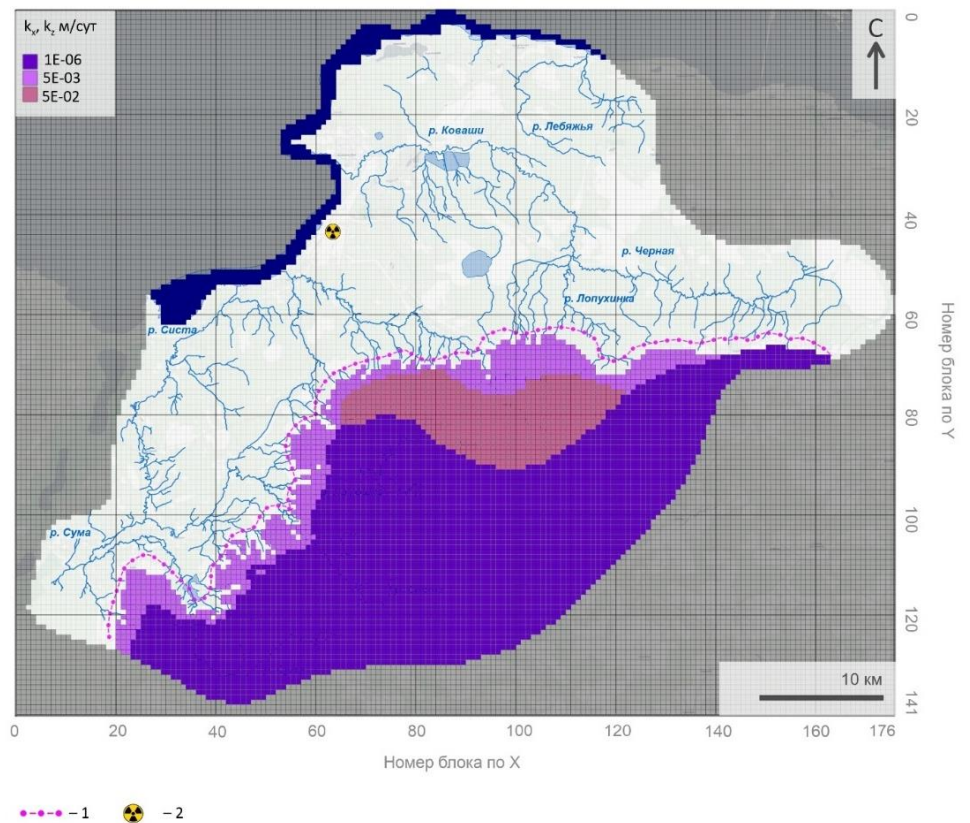 kₓ, k_z м/сут
1E-06
5E-03
5E-02
С
р. Коваши
р. Лебяжья
р. Черная
р. Лопухинка
р. Систа
р. Сума
10 км
0
20
40
60
80
100
120
141
Номер блока по Y
0 20 40 60 80 100 120 140 160 176
Номер блока по X
– 1
– 2